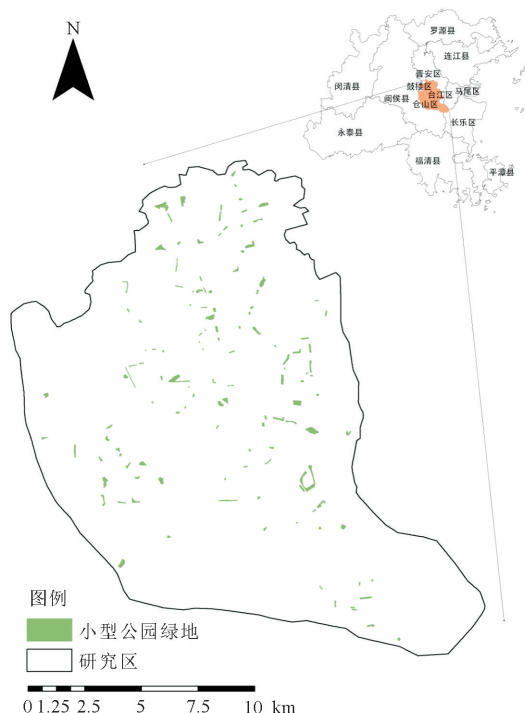 N
罗源县
连江县
晋安区
闽清县
鼓楼区
马尾区
台江区
闽侯县
仓山区
长乐区
永泰县
福清县
平潭县
图例
小型公园绿地
研究区
0 1.25 2.5 5 7.5 10 km